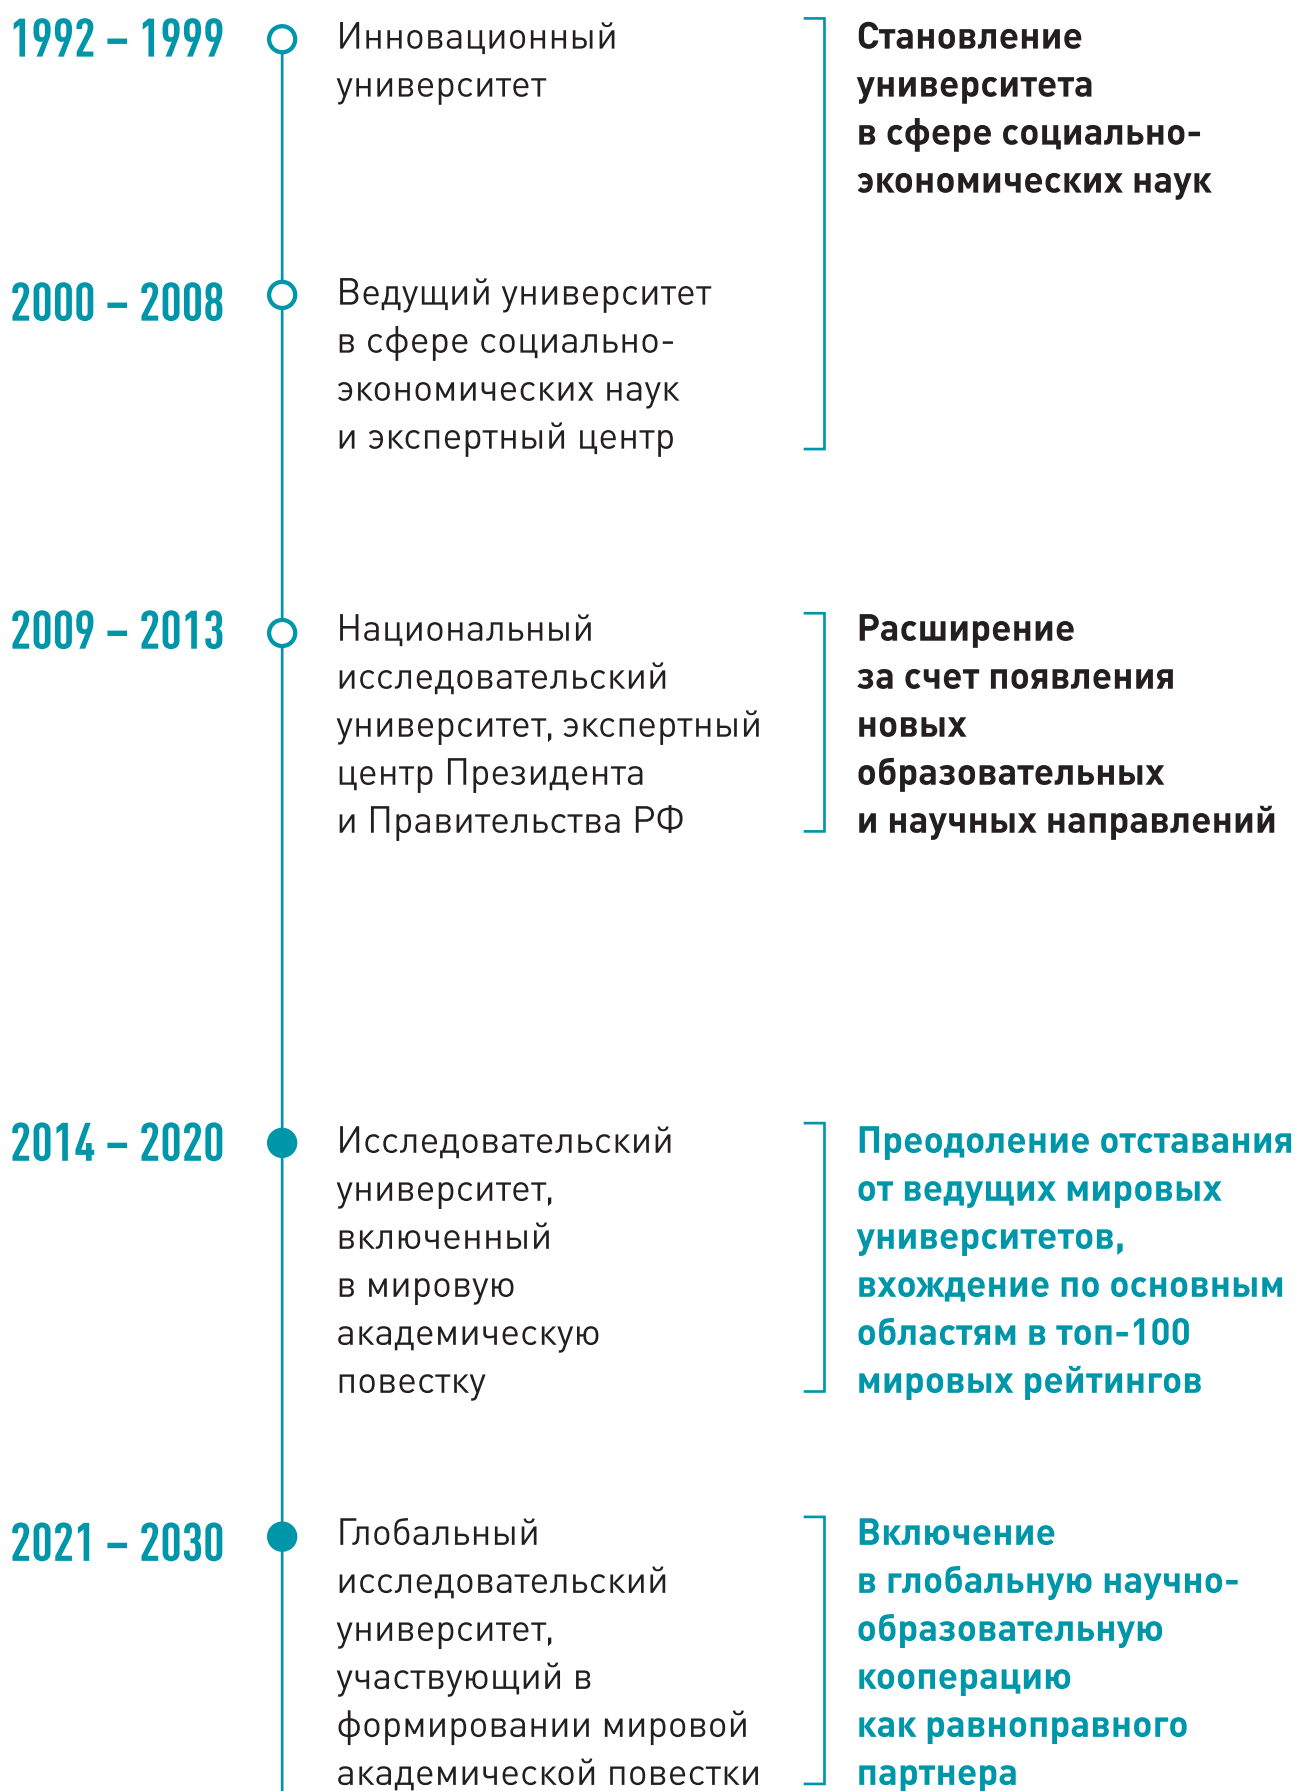 1992 – 1999
Инновационный
университет
Становление
университета
в сфере социально-
экономических наук
2000 – 2008
Ведущий университет
в сфере социально-
экономических наук
и экспертный центр
2009 – 2013
Национальный
исследовательский
университет, экспертный
центр Президента
и Правительства РФ
Расширение
за счет появления
новых
образовательных
и научных направлений
2014 – 2020
Исследовательский
университет,
включенный
в мировую
академическую
повестку
Преодоление отставания
от ведущих мировых
университетов,
вхождение по основным
областям в топ-100
мировых рейтингов
2021 – 2030
Глобальный
исследовательский
университет,
участвующий в
формировании мировой
академической повестки
Включение
в глобальную научно-
образовательную
кооперацию
как равноправного
партнера